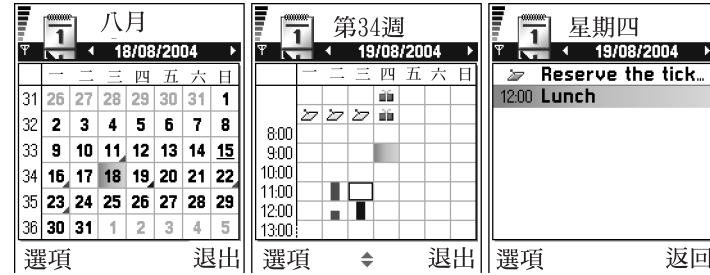 八月
1
18/08/2004
一 二 三 四 五 六 日
31 26 27 28 29 30 31 1
32 2 3 4 5 6 7 8
33 9 10 11 12 13 14 15
34 16 17 18 19 20 21 22
35 23 24 25 26 27 28 29
36 30 31 1 2 3 4 5
選項 退出
第34週
1
19/08/2004
一 二 三 四 五 六 日
8:00
9:00
10:00
11:00
12:00
13:00
選項 退出
星期四
1
19/08/2004
Reserve the tick…
12:00 Lunch
選項 返回